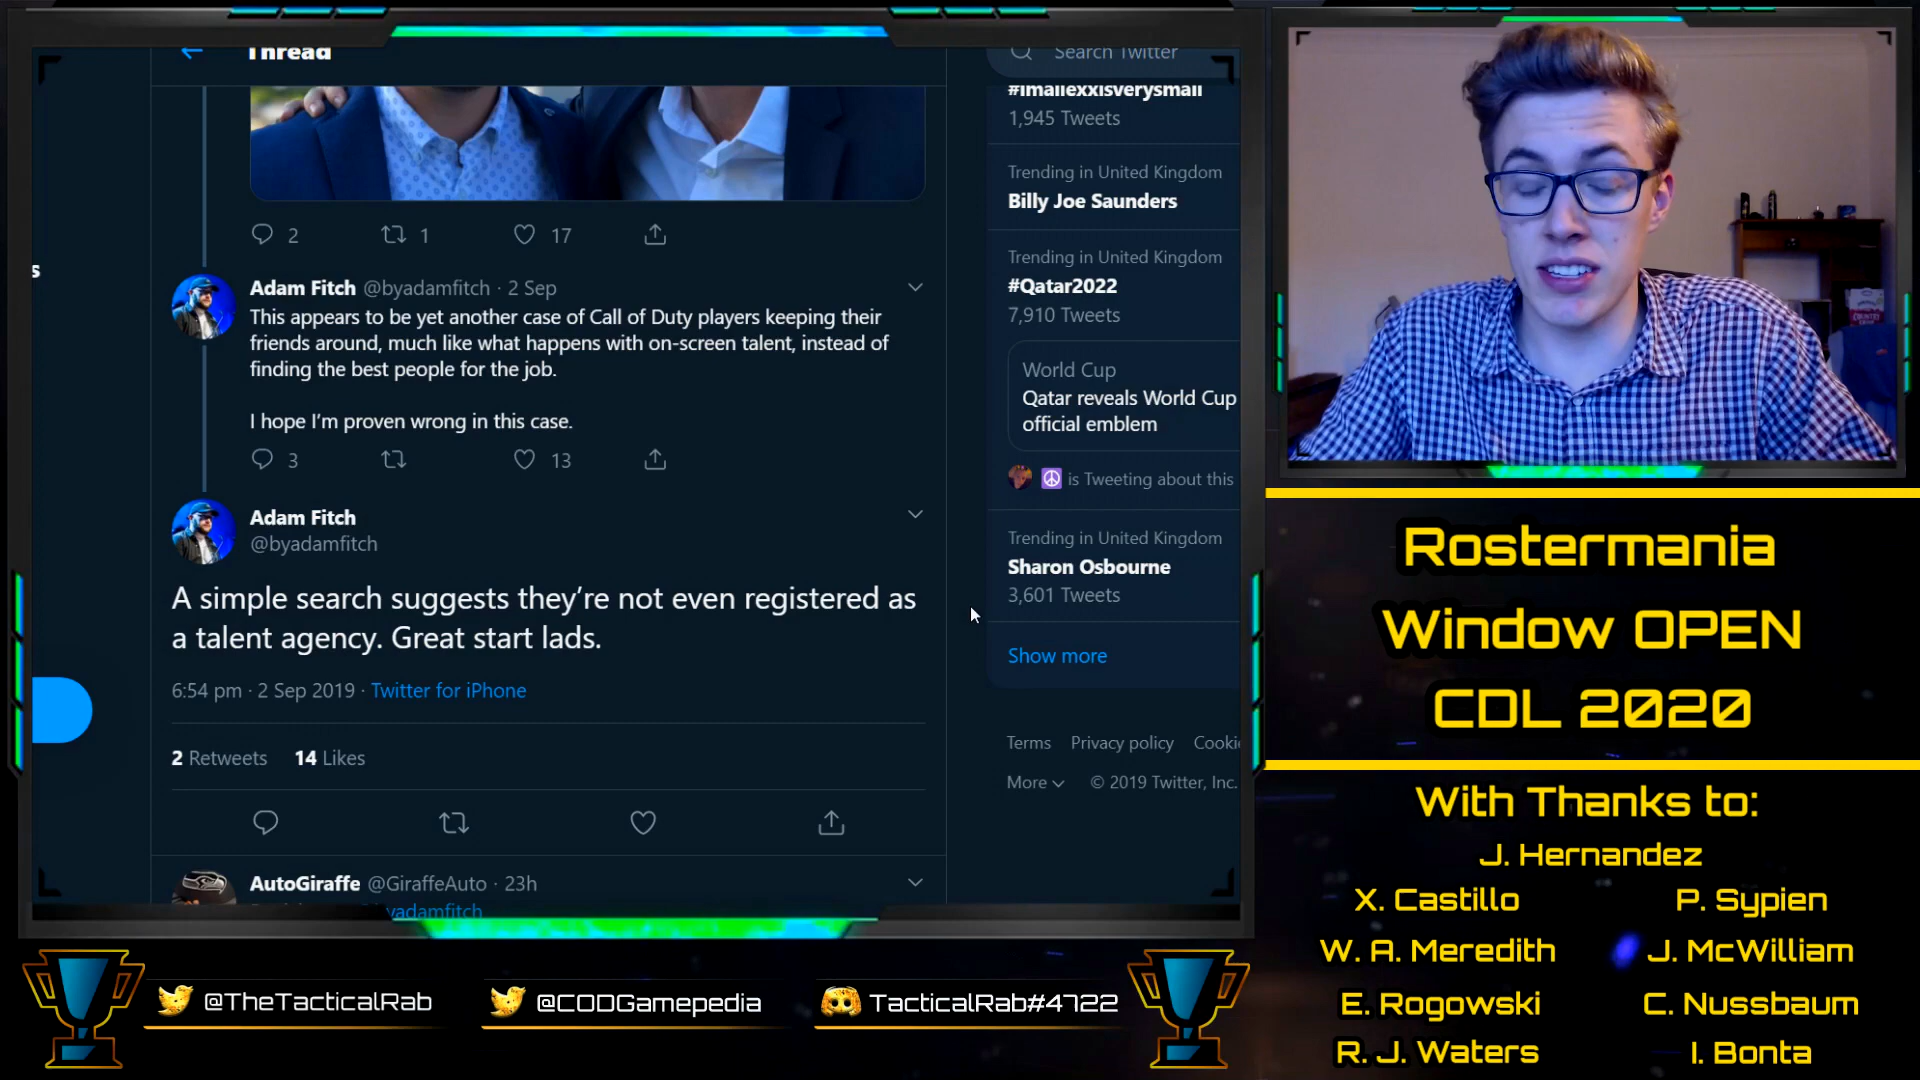 Thread
Search Twitter
s
2
1
17
Adam Fitch @byadamfitch · 2 Sep
This appears to be yet another case of Call of Duty players keeping their
friends around, much like what happens with on-screen talent, instead of
finding the best people for the job.
I hope I'm proven wrong in this case.
3
13
Adam Fitch
@byadamfitch
A simple search suggests they're not even registered as
a talent agency. Great start lads.
6:54 pm · 2 Sep 2019 · Twitter for iPhone
2 Retweets 14 Likes
AutoGiraffe @GiraffeAuto · 23h
#imallexxisverysmall
1,945 Tweets
Trending in United Kingdom
Billy Joe Saunders
Trending in United Kingdom
#Qatar2022
7,910 Tweets
World Cup
Qatar reveals World Cup
official emblem
is Tweeting about this
Trending in United Kingdom
Sharon Osbourne
3,601 Tweets
Show more
Terms Privacy policy Cooki
More © 2019 Twitter, Inc.
Rostermania
Window OPEN
CDL 2020
With Thanks to:
J. Hernandez
X. Castillo
P. Sypien
W. A. Meredith
J. McWilliam
E. Rogowski
C. Nussbaum
R. J. Waters
I. Bonta
@TheTacticalRab
@CODGamepedia
TacticalRab#4722